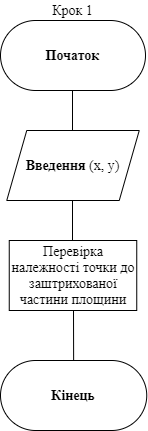 Крок 1
Початок
Введення (x, y)
Перевірка
належності точки до
заштрихованої
частини площини
Кінець